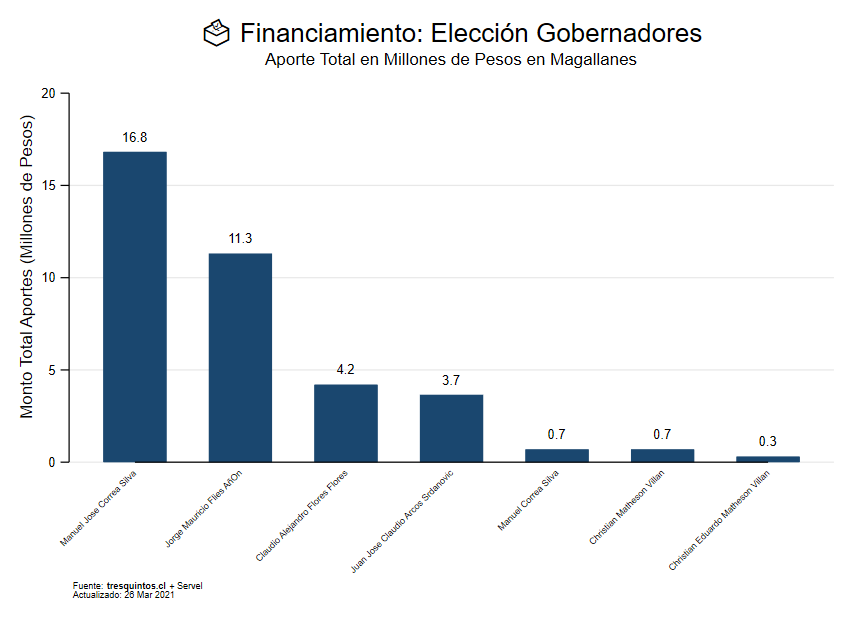 Financiamiento: Elección Gobernadores
Aporte Total en Millones de Pesos en Magallanes
Monto Total Aportes (Millones de Pesos)
20
15
10
5
0
16.8
11.3
4.2
3.7
0.7
0.7
0.3
Manuel Jose Correa Silva
Jorge Mauricio Flies AñOn
Claudio Alejandro Flores Flores
Juan Jose Claudio Arcos Srdanovic
Manuel Correa Silva
Christian Matheson Villan
Christian Eduardo Matheson Villan
Fuente: tresquintos.cl + Servel
Actualizado: 26 Mar 2021